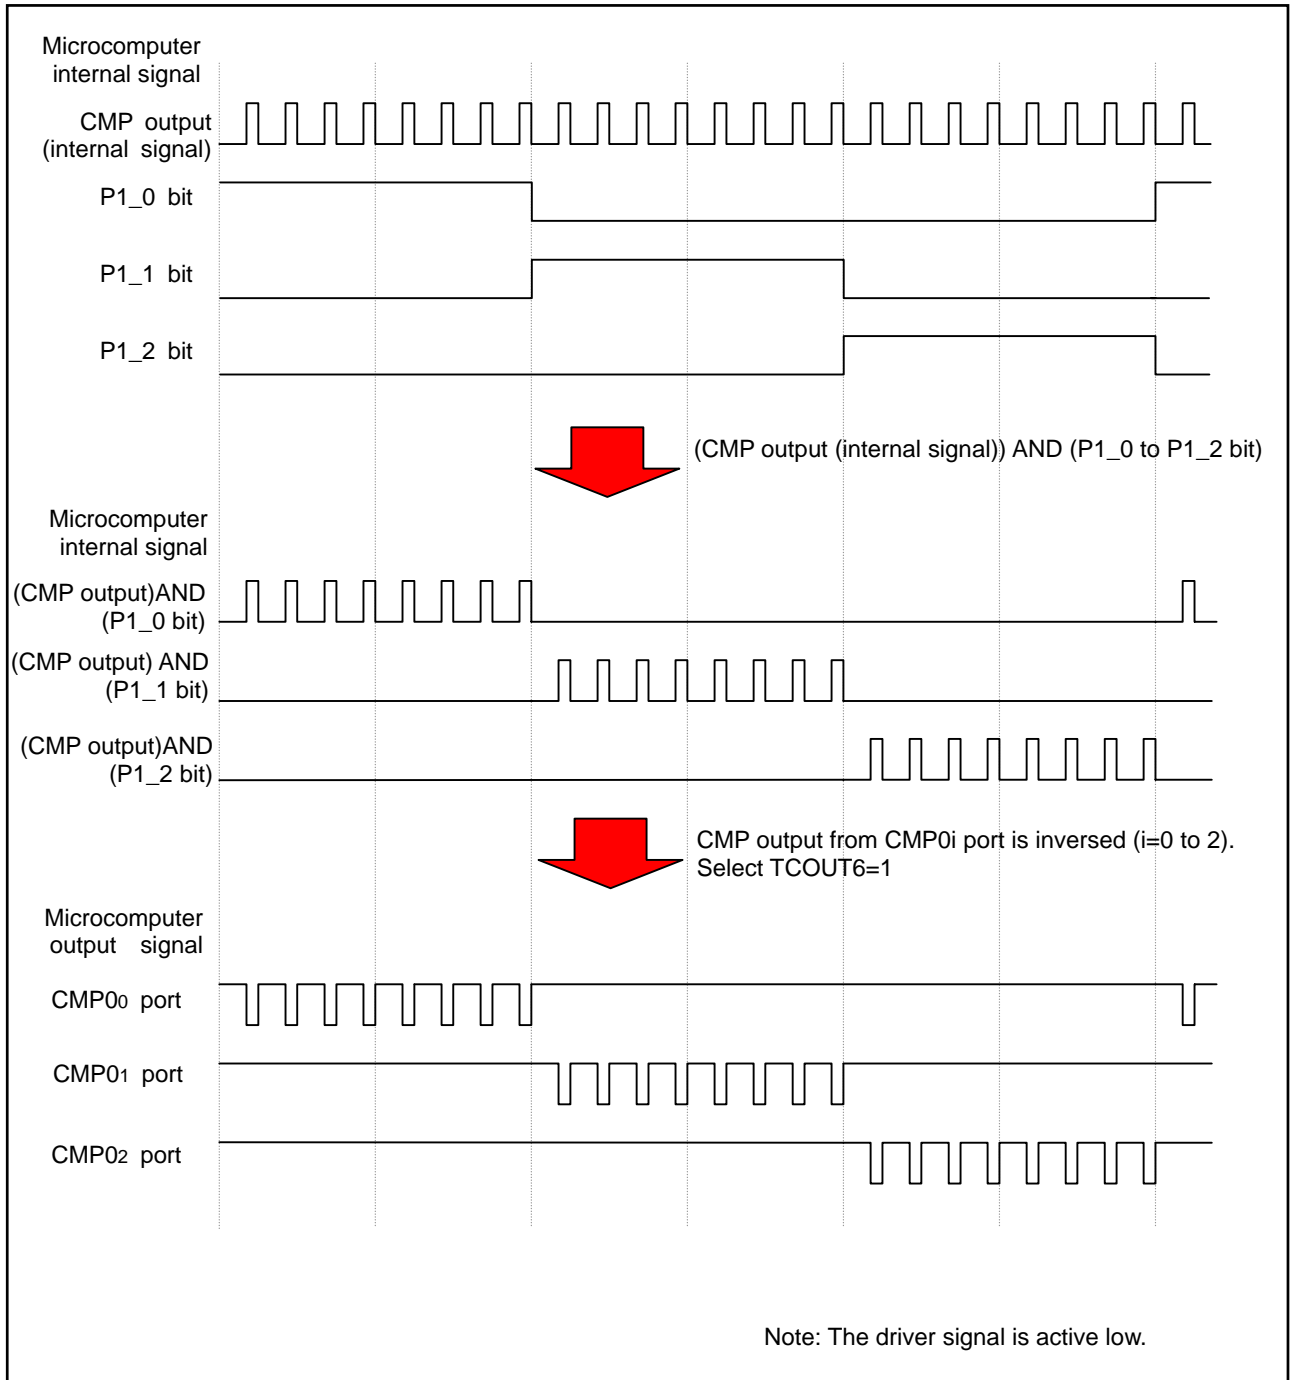 Microcomputer
internal signal
CMP output
(internal signal)
P1_0 bit
P1_1 bit
P1_2 bit
(CMP output (internal signal)) AND (P1_0 to P1_2 bit)
Microcomputer
internal signal
(CMP output)AND
(P1_0 bit)
(CMP output) AND
(P1_1 bit)
(CMP output)AND
(P1_2 bit)
CMP output from CMP0i port is inversed (i=0 to 2).
Select TCOUT6=1
Microcomputer
output signal
CMP00 port
CMP01 port
CMP02 port
Note: The driver signal is active low.